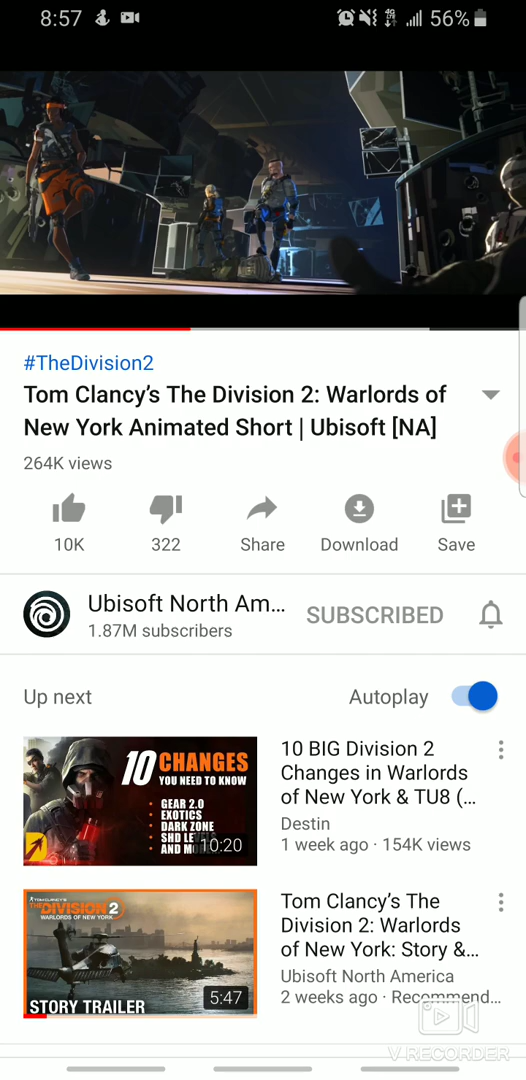 8:57
4G
56%
#TheDivision2
Tom Clancy’s The Division 2: Warlords of
New York Animated Short | Ubisoft [NA]
264K views
10K
322
Share
Download
Save
Ubisoft North Am...
SUBSCRIBED
1.87M subscribers
Up next
Autoplay
10 CHANGES
YOU NEED TO KNOW
GEAR 2.0
EXOTICS
DARK ZONE
SHD LE
AND M
10:20
10 BIG Division 2
Changes in Warlords
of New York & TU8 (...
Destin
1 week ago · 154K views
TOM CLANCY'S
THE DIVISION 2
WARLORDS OF NEW YORK
STORY TRAILER
5:47
Tom Clancy’s The
Division 2: Warlords
of New York: Story &...
Ubisoft North America
2 weeks ago · Recommend...
V RECORDER